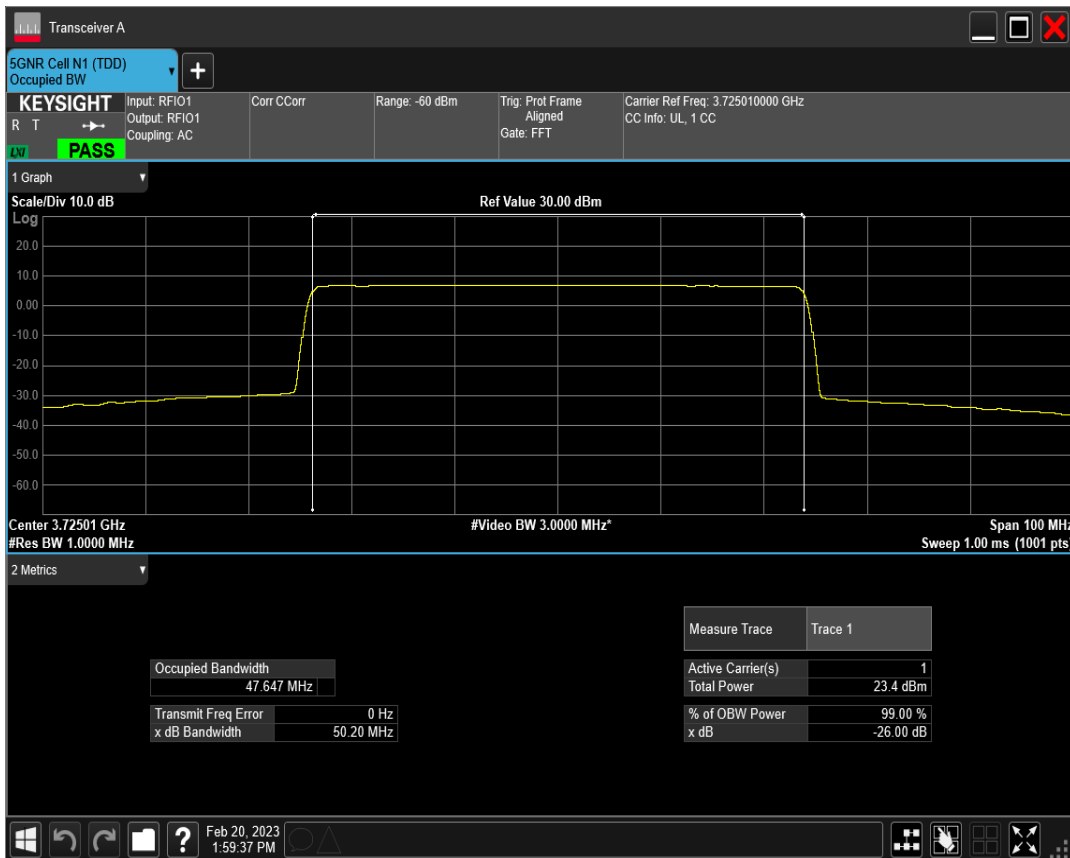 Transceiver A
5GNR Cell N1 (TDD)
Occupied BW
+
KEYSIGHT
R T
LXI
PASS
Input: RFIO1
Output: RFIO1
Coupling: AC
Corr CCorr
Range: -60 dBm
Trig: Prot Frame
Aligned
Gate: FFT
Carrier Ref Freq: 3.725010000 GHz
CC Info: UL, 1 CC
1 Graph
Scale/Div 10.0 dB
Ref Value 30.00 dBm
Log
20.0
10.0
0.00
-10.0
-20.0
-30.0
-40.0
-50.0
-60.0
Center 3.72501 GHz
#Video BW 3.0000 MHz*
Span 100 MHz
#Res BW 1.0000 MHz
Sweep 1.00 ms (1001 pts)
2 Metrics
Measure Trace Trace 1
Occupied Bandwidth
47.647 MHz
Active Carrier(s) 1
Total Power 23.4 dBm
Transmit Freq Error 0 Hz
x dB Bandwidth 50.20 MHz
% of OBW Power 99.00 %
x dB -26.00 dB
?
Feb 20, 2023
1:59:37 PM